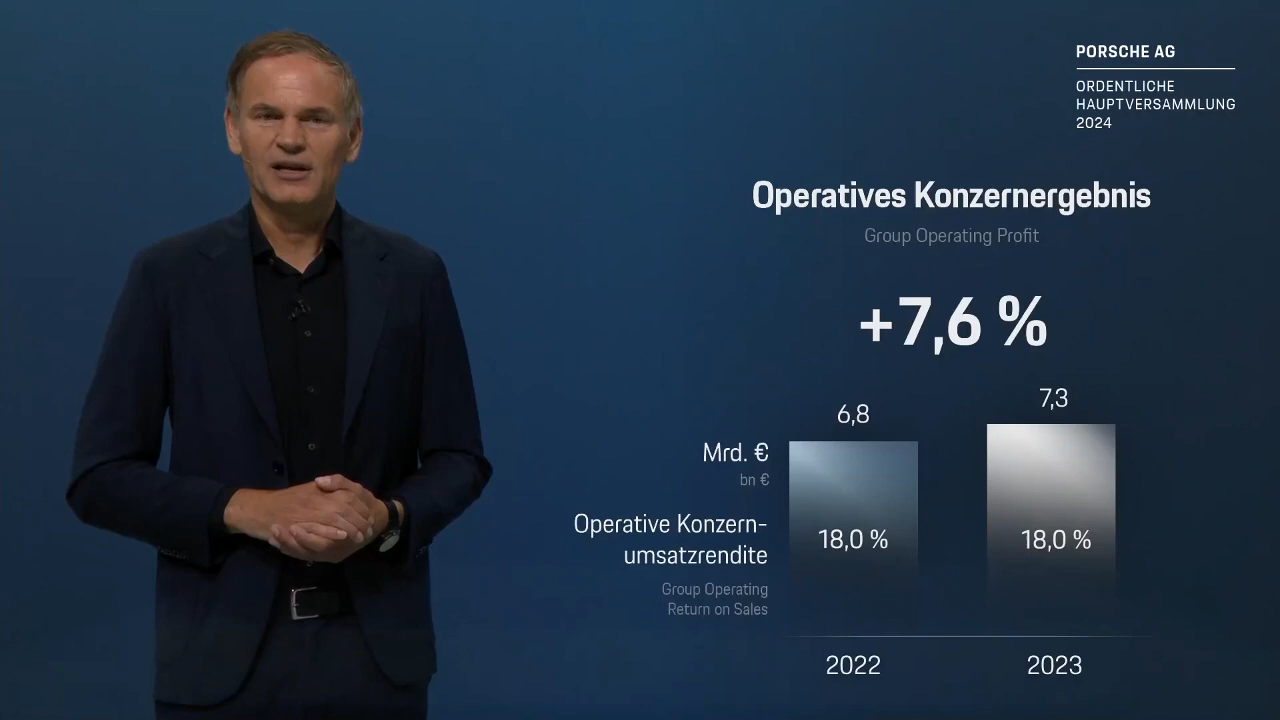 PORSCHE AG
ORDENTLICHE
HAUPTVERSAMMLUNG
2024
Operatives Konzernergebnis
Group Operating Profit
+7,6 %
6,8
7,3
Mrd. €
bn €
Operative Konzern-
umsatzrendite
Group Operating
Return on Sales
18,0 %
18,0 %
2022
2023